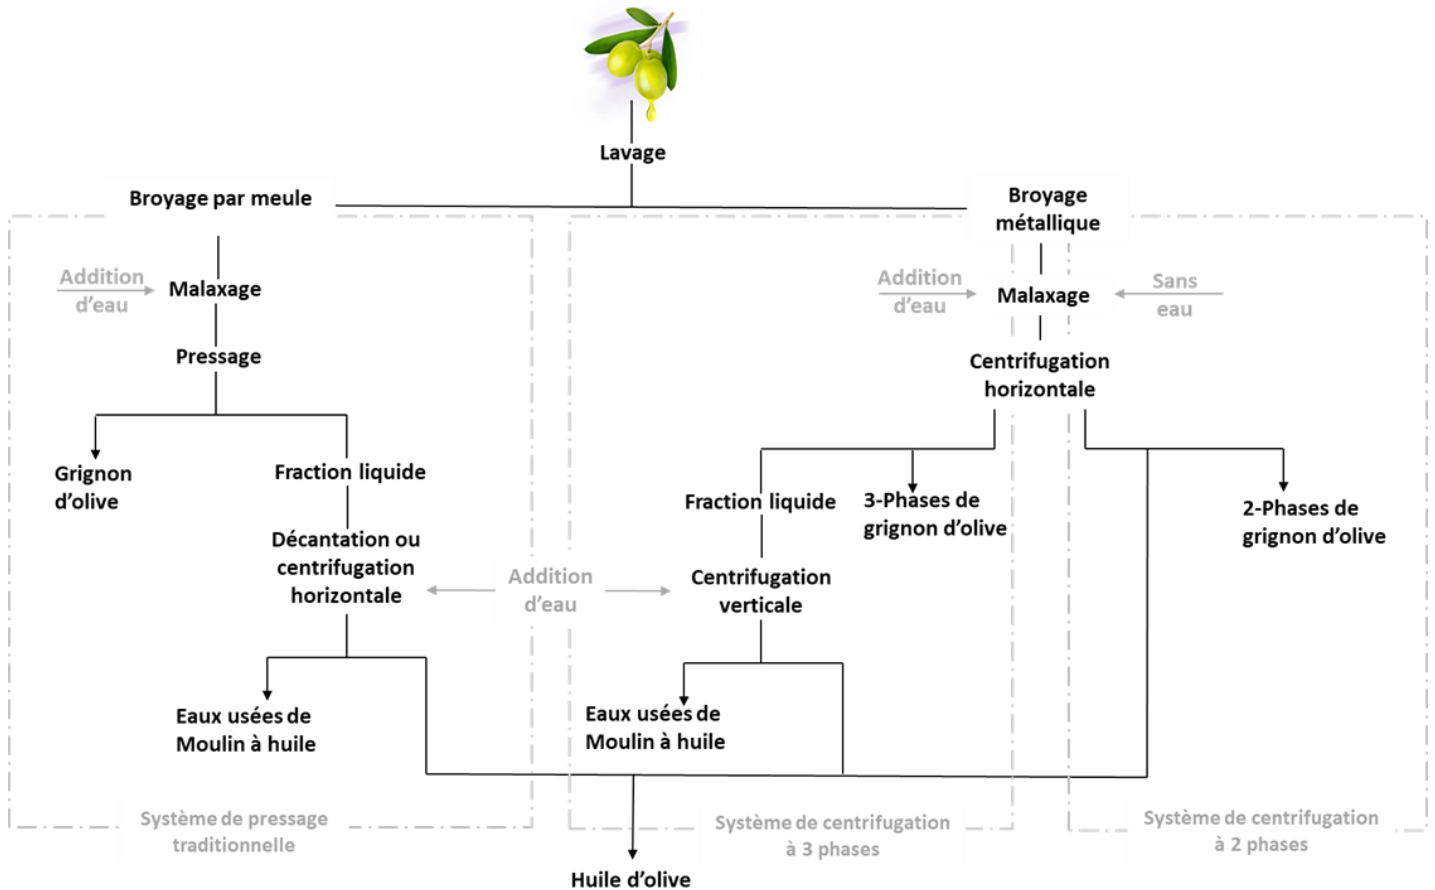 Lavage
Broyage par meule
Broyage
métallique
Addition
d'eau
Malaxage
Addition
d'eau
Malaxage
Sans
eau
Pressage
Centrifugation
horizontale
Grignon
d'olive
Fraction liquide
Fraction liquide
3-Phases de
grignon d'olive
2-Phases de
grignon d'olive
Décantation ou
centrifugation
horizontale
Addition
d'eau
Centrifugation
verticale
Eaux usées de
Moulin à huile
Eaux usées de
Moulin à huile
Système de pressage
traditionnelle
Système de centrifugation
à 3 phases
Système de centrifugation
à 2 phases
Huile d'olive